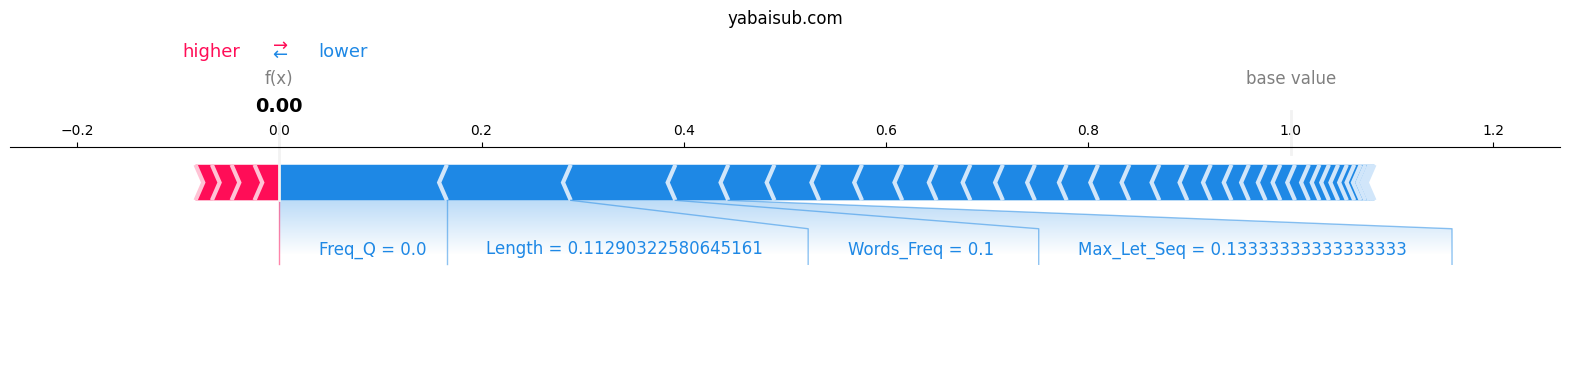 yabaisub.com
higher → lower
←
f(x) base value
0.00
−0.2 0.0 0.2 0.4 0.6 0.8 1.0 1.2
Freq_Q = 0.0 Length = 0.11290322580645161 Words_Freq = 0.1 Max_Let_Seq = 0.13333333333333333